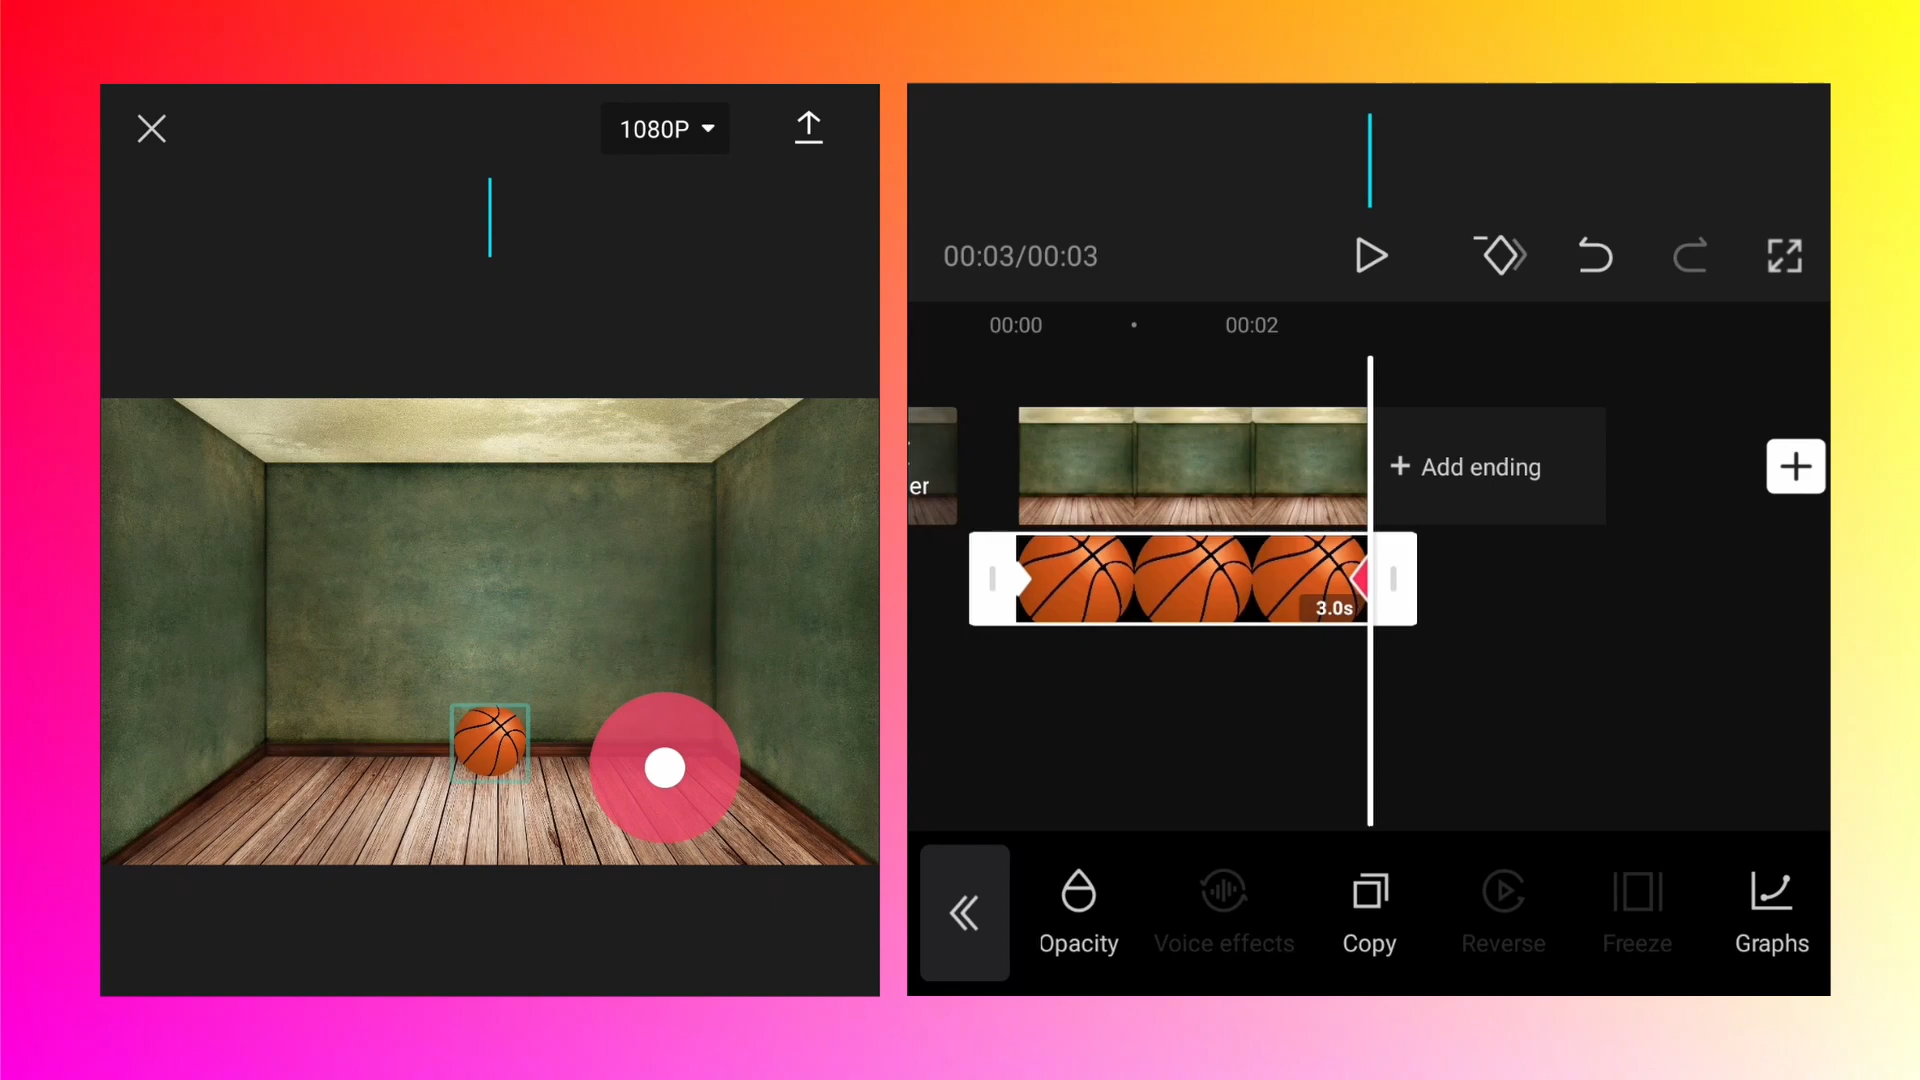 1080P
00:03/00:03
00:00
00:02
er
+ Add ending
3.0s
Opacity
Voice effects
Copy
Reverse
Freeze
Graphs